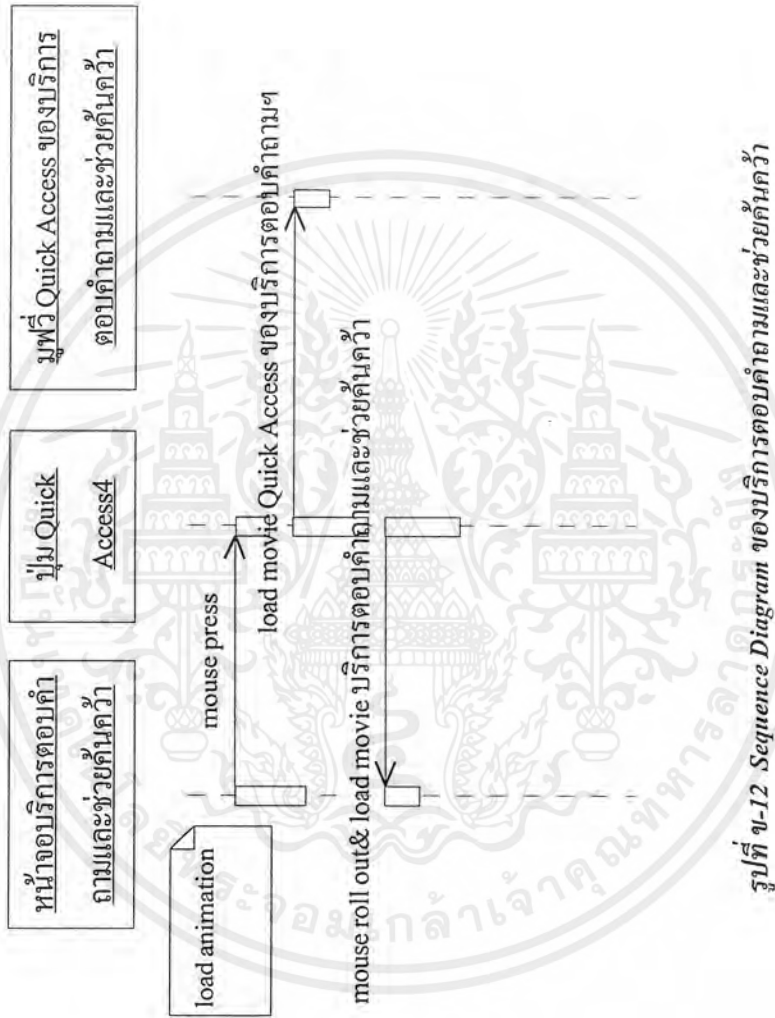 หน้าจอบริการตอบคำ
ถามและช่วยค้นคว้า
ปุ่ม Quick
Access4
มูฟวี่ Quick Access ของบริการ
ตอบคำถามและช่วยค้นคว้า
load animation
mouse press
load movie Quick Access ของบริการตอบคำถามฯ
mouse roll out& load movie บริการตอบคำถามและช่วยค้นคว้า
รูปที่ ข-12 Sequence Diagram ของบริการตอบคำถามและช่วยค้นคว้า